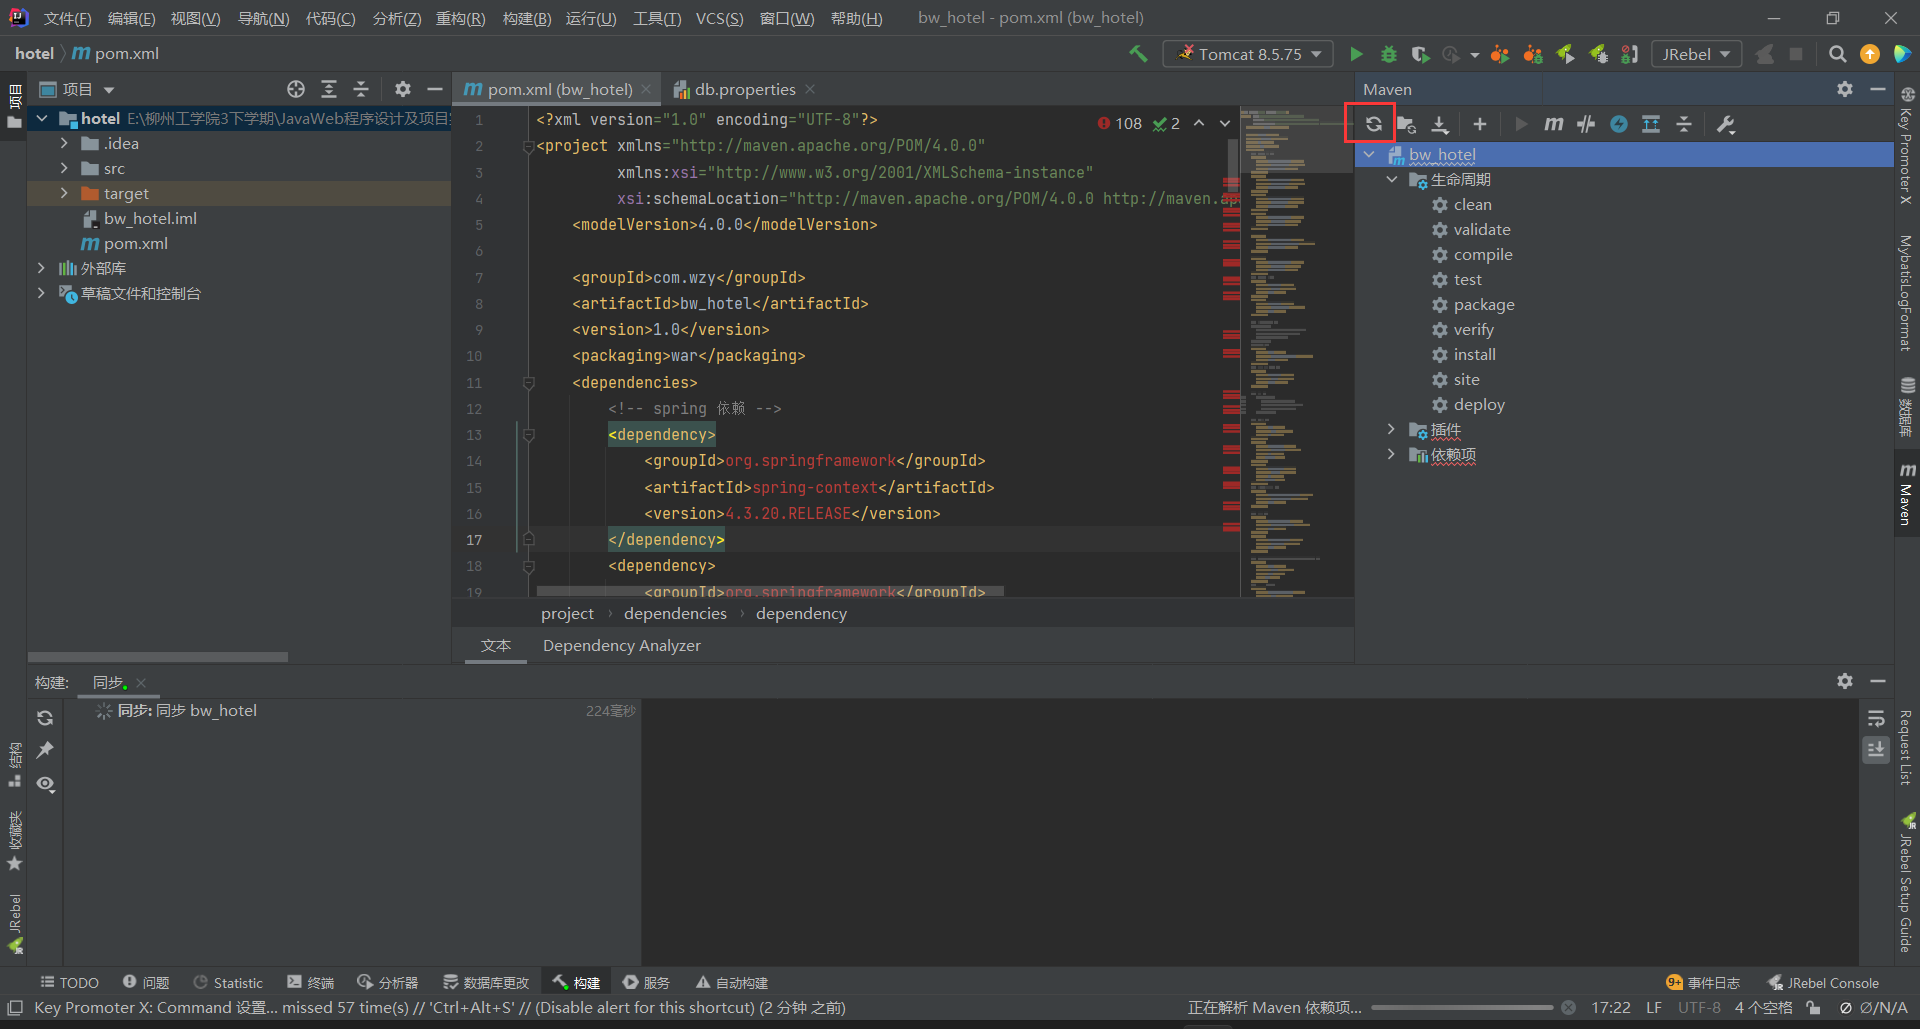 文件(F) 编辑(E) 视图(V) 导航(N) 代码(C) 分析(Z) 重构(R) 构建(B) 运行(U) 工具(T) VCS(S) 窗口(W) 帮助(H) bw_hotel - pom.xml (bw_hotel)
hotel pom.xml
Tomcat 8.5.75
JRebel
项目
pom.xml (bw_hotel)
db.properties
Maven
hotel E:\柳州工学院3下学期\JavaWeb程序设计及项目
.idea
src
target
bw_hotel.iml
pom.xml
外部库
草稿文件和控制台
108 2
1 <?xml version="1.0" encoding="UTF-8"?>
2 <project xmlns="http://maven.apache.org/POM/4.0.0"
3 xmlns:xsi="http://www.w3.org/2001/XMLSchema-instance"
4 xsi:schemaLocation="http://maven.apache.org/POM/4.0.0 http://maven.ap
5 <modelVersion>4.0.0</modelVersion>
6
7 <groupId>com.wzy</groupId>
8 <artifactId>bw_hotel</artifactId>
9 <version>1.0</version>
10 <packaging>war</packaging>
11 <dependencies>
12 <!-- spring 依赖 -->
13 <dependency>
14 <groupId>org.springframework</groupId>
15 <artifactId>spring-context</artifactId>
16 <version>4.3.20.RELEASE</version>
17 </dependency>
18 <dependency>
19 <groupId>org.springframework</groupId>
project dependencies dependency
文本 Dependency Analyzer
bw_hotel
生命周期
clean
validate
compile
test
package
verify
install
site
deploy
插件
依赖项
项目
结构
收藏夹
JRebel
Key Promoter X
MybatisLogFormat
数据库
Maven
Request List
JRebel Setup Guide
构建: 同步
同步: 同步 bw_hotel 224毫秒
TODO 问题 Statistic 终端 分析器 数据库更改 构建 服务 自动构建 9+ 事件日志 JRebel Console
Key Promoter X: Command 设置... missed 57 time(s) // 'Ctrl+Alt+S' // (Disable alert for this shortcut) (2 分钟 之前) 正在解析 Maven 依赖项... 17:22 LF UTF-8 4 个空格 Ø/N/A